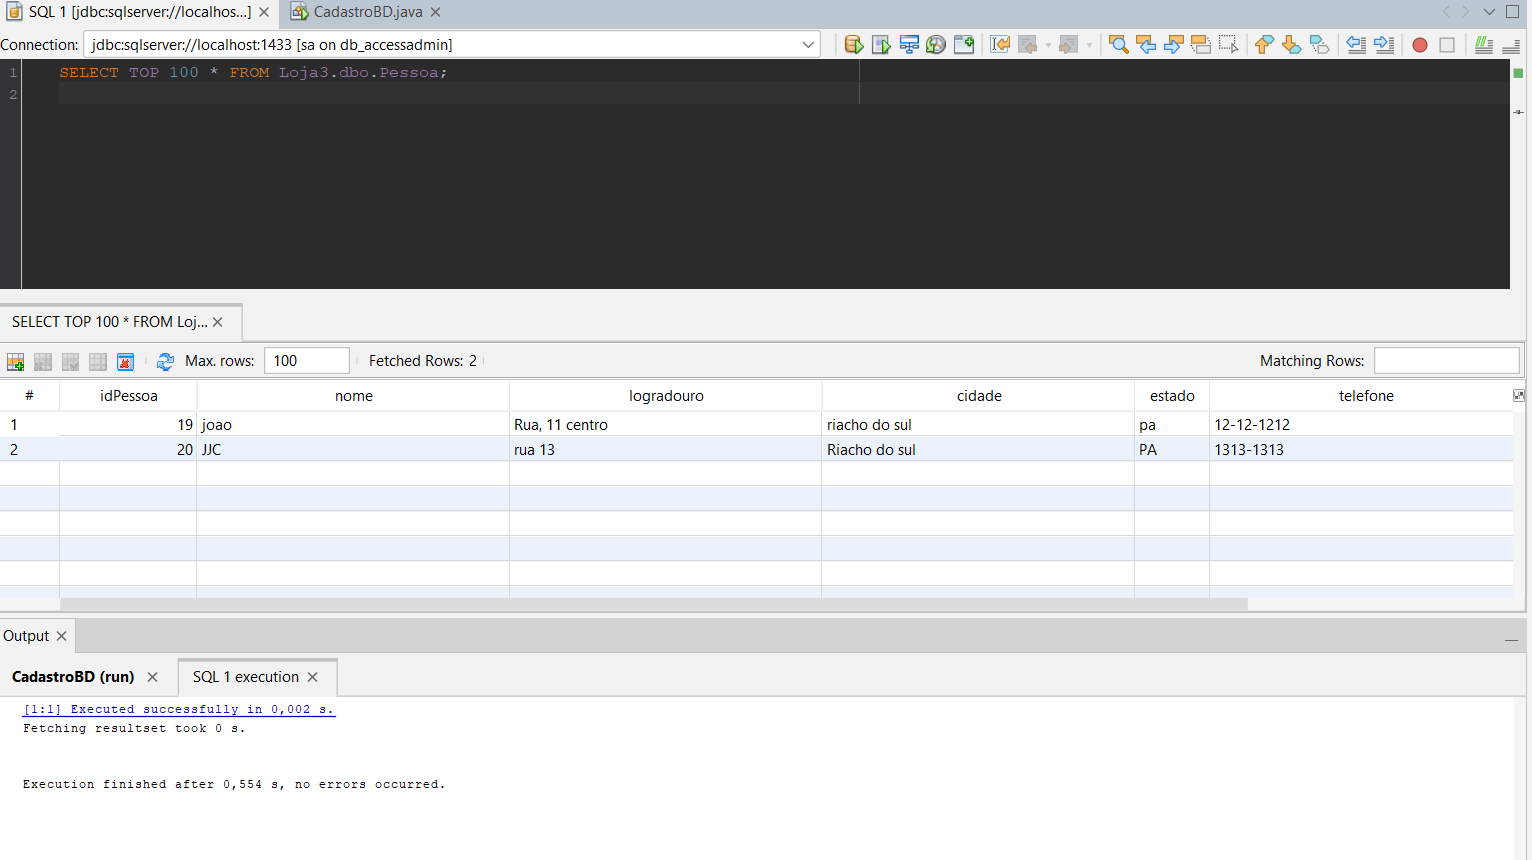 SQL 1 [jdbc:sqlserver://localhos...] CadastroBD.java
Connection: jdbc:sqlserver://localhost:1433 [sa on db_accessadmin]
1 SELECT TOP 100 * FROM Loja3.dbo.Pessoa;
2
SELECT TOP 100 * FROM Loj...
Max. rows: 100 Fetched Rows: 2 Matching Rows:
# idPessoa nome logradouro cidade estado telefone
1 19 joao Rua, 11 centro riacho do sul pa 12-12-1212
2 20 JJC rua 13 Riacho do sul PA 1313-1313
Output
CadastroBD (run) SQL 1 execution
[1:1] Executed successfully in 0,002 s.
Fetching resultset took 0 s.
Execution finished after 0,554 s, no errors occurred.